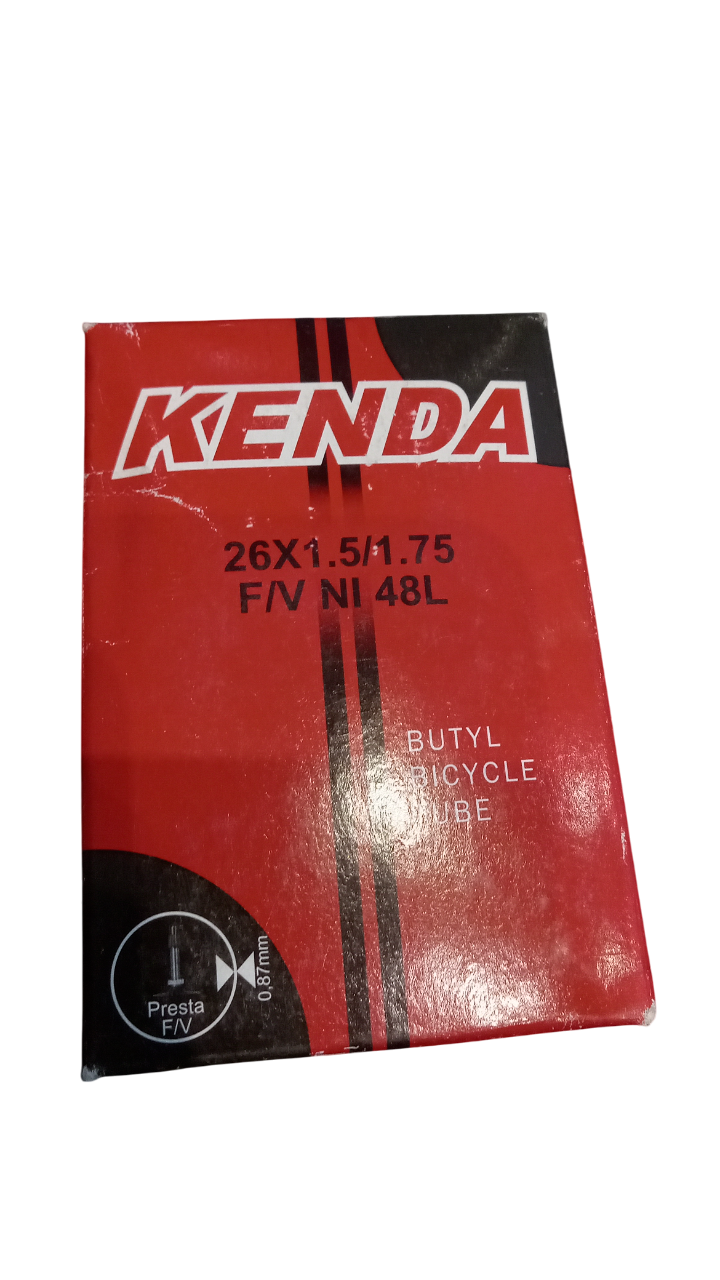 KENDA
26X1.5/1.75
F/V NI 48L
BUTYL
BICYCLE
TUBE
0,87mm
Presta
F/V